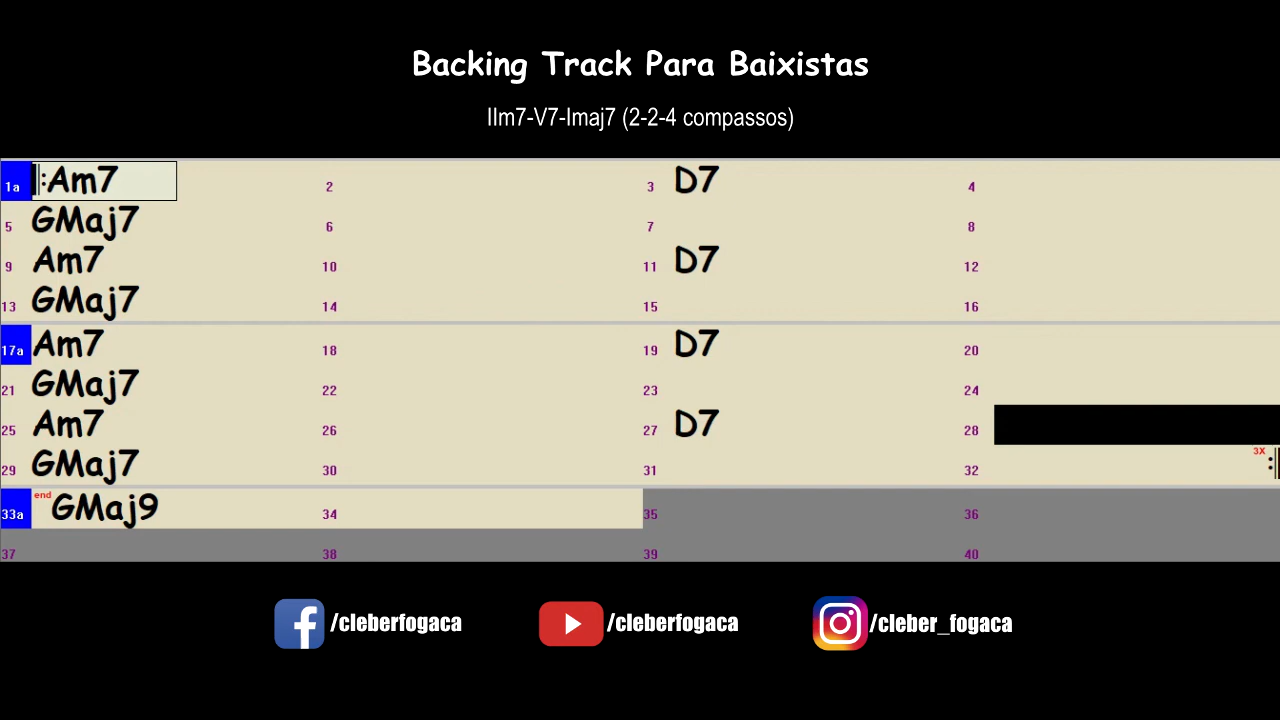 Backing Track Para Baixistas
IIm7-V7-Imaj7 (2-2-4 compassos)
1a Am7 2 3 D7 4
5 GMaj7 6 7 8
9 Am7 10 11 D7 12
13 GMaj7 14 15 16
17a Am7 18 19 D7 20
21 GMaj7 22 23 24
25 Am7 26 27 D7 28
29 GMaj7 30 31 32 3X
33a end GMaj9 34 35 36
37 38 39 40
/cleberfogaca /cleberfogaca /cleber_fogaca